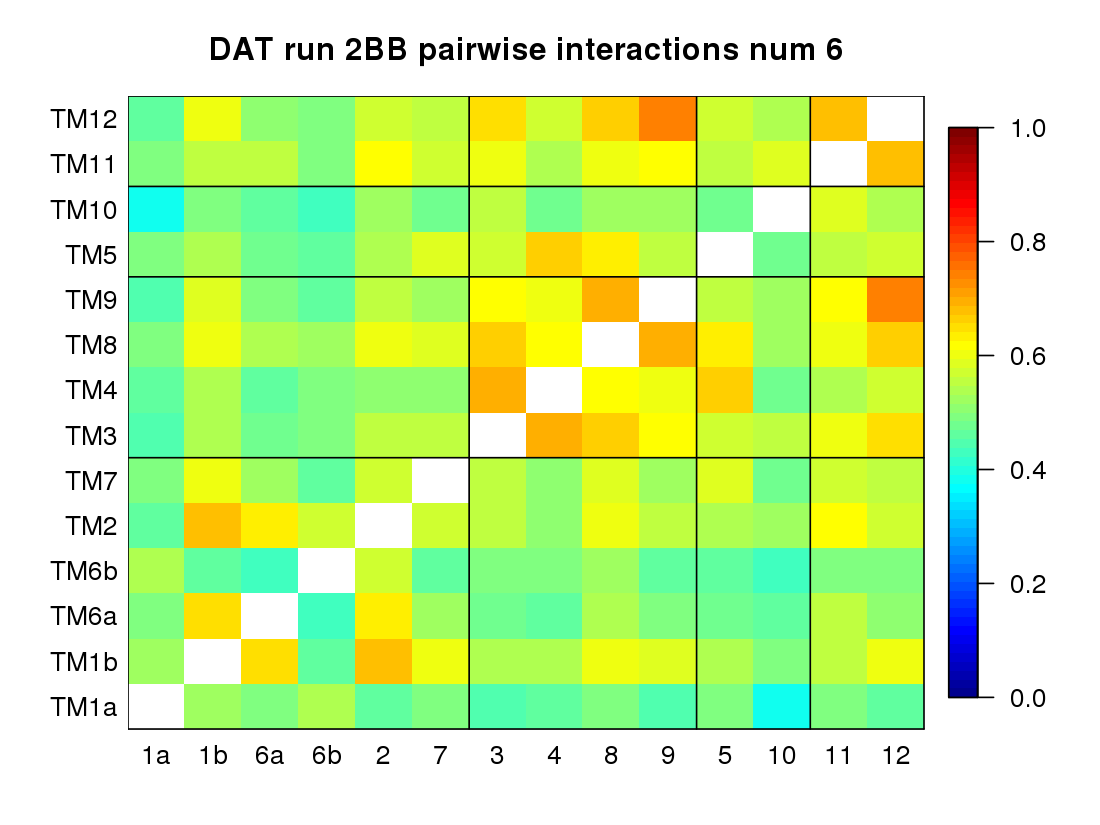 DAT run 2BB pairwise interactions num 6
TM12
TM11
TM10
TM5
TM9
TM8
TM4
TM3
TM7
TM2
TM6b
TM6a
TM1b
TM1a
1a 1b 6a 6b 2 7 3 4 8 9 5 10 11 12
1.0
0.8
0.6
0.4
0.2
0.0